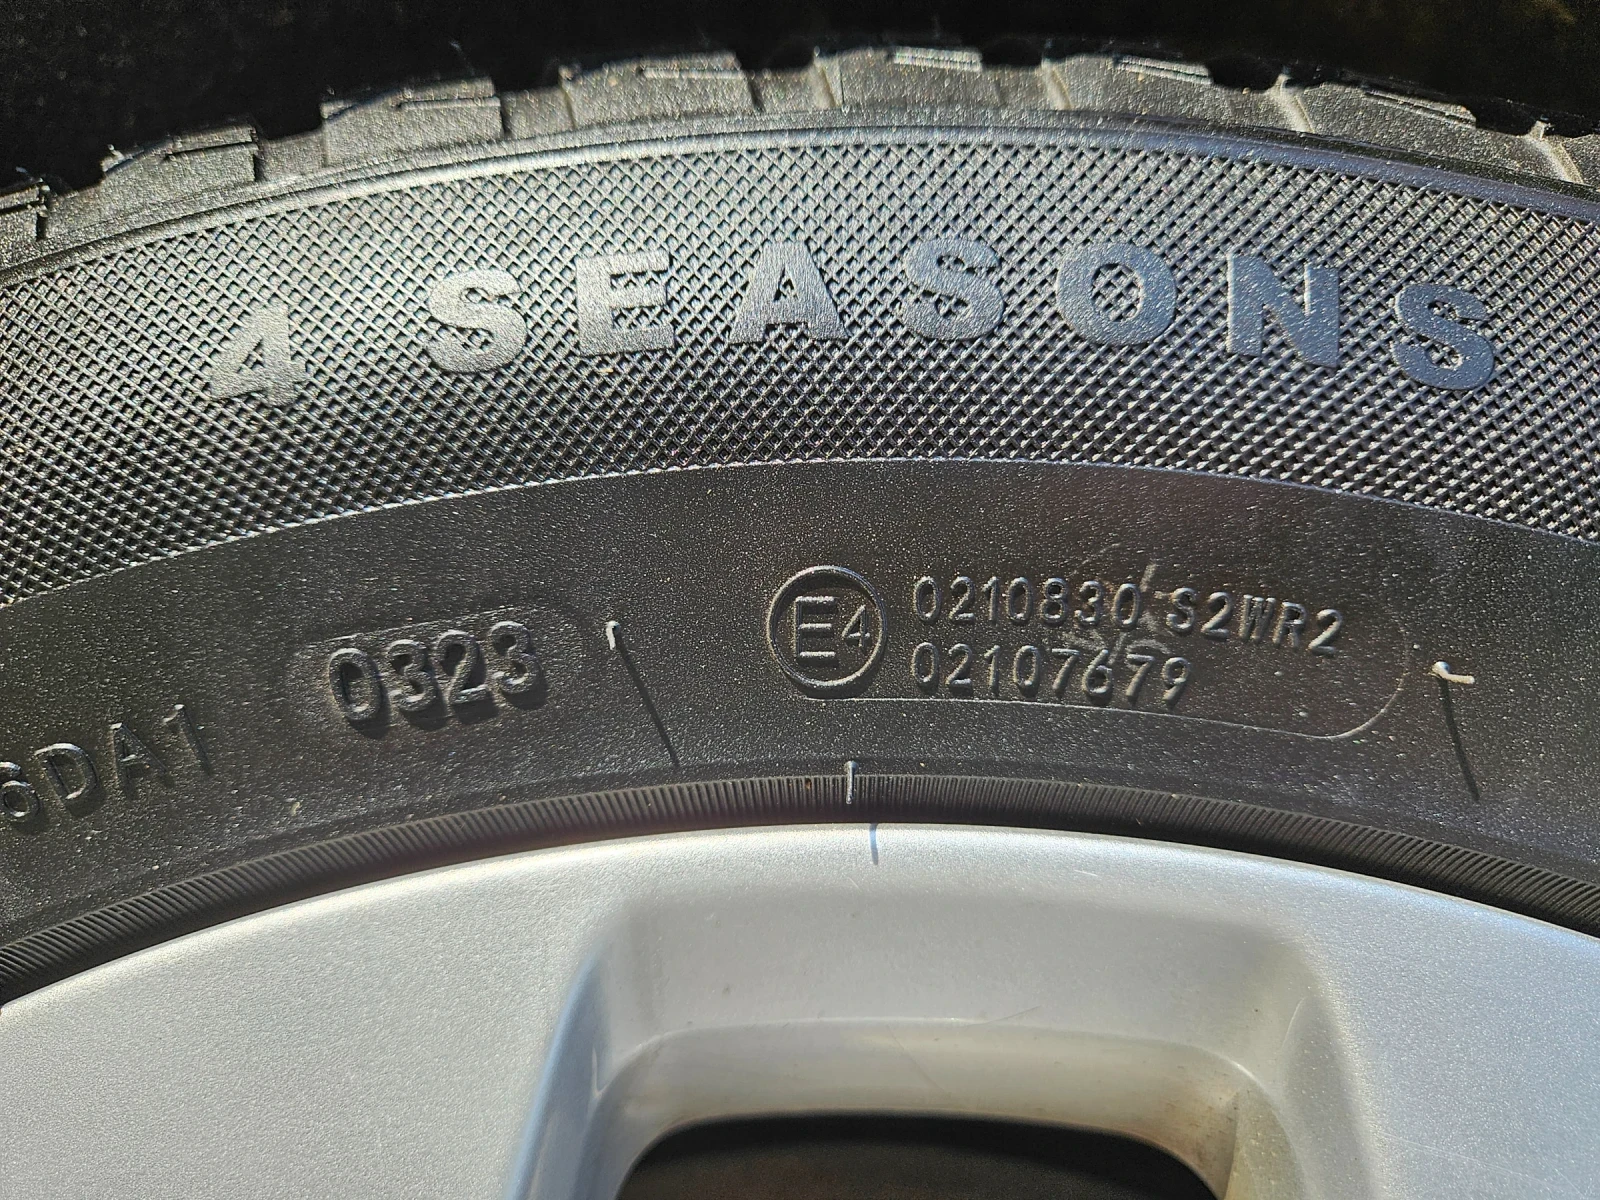 4 SEASONS
6DA1
0323
E4
0210830 S2WR2
02107679